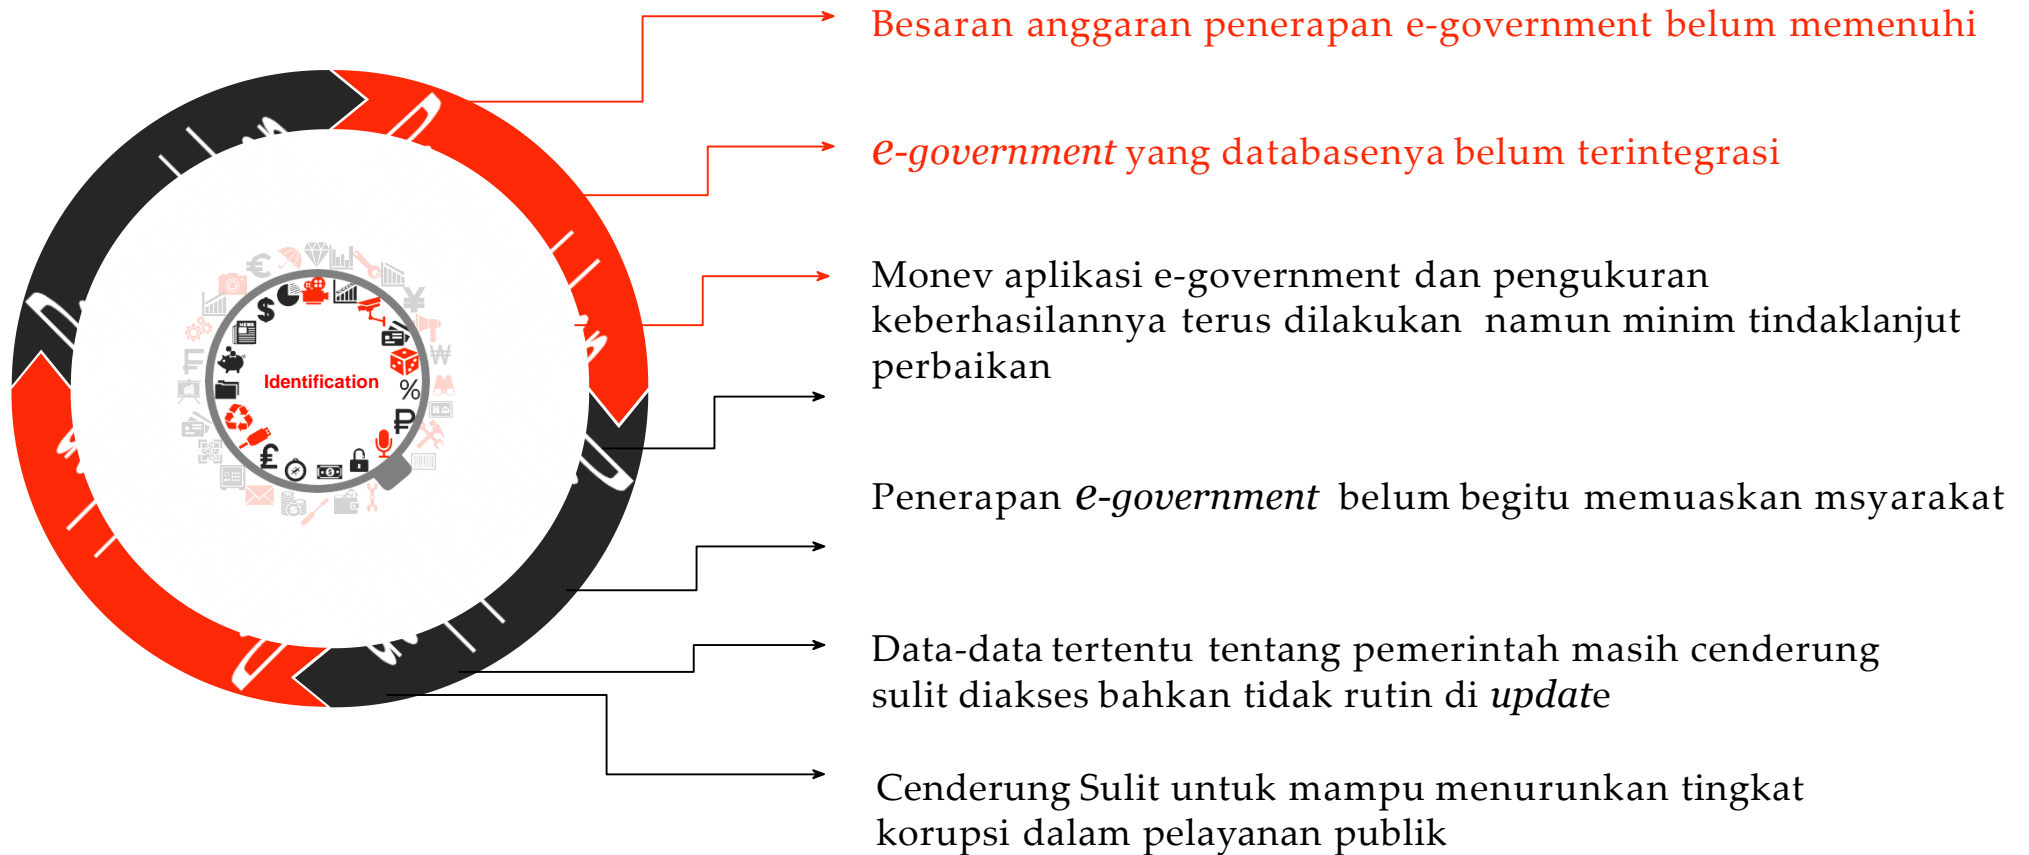 Besaran anggaran penerapan e-government belum memenuhi
e-government yang databasenya belum terintegrasi
Monev aplikasi e-government dan pengukuran
keberhasilannya terus dilakukan namun minim tindaklanjut
perbaikan
Identification
Penerapan e-government belum begitu memuaskan msyarakat
Data-data tertentu tentang pemerintah masih cenderung
sulit diakses bahkan tidak rutin di update
Cenderung Sulit untuk mampu menurunkan tingkat
korupsi dalam pelayanan publik